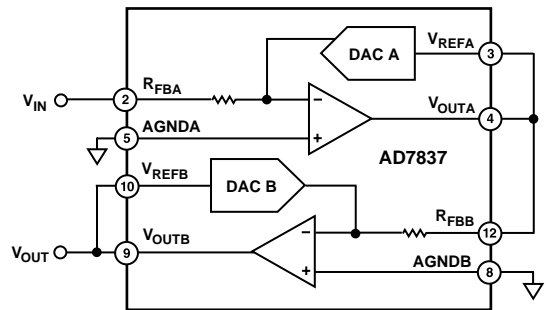 DAC A
V_REFA
3
V_IN
2
R_FBA
−
V_OUTA
4
AGNDA
5
+
AD7837
V_REFB
10
DAC B
R_FBB
12
V_OUT
9
V_OUTB
−
+
AGNDB
8